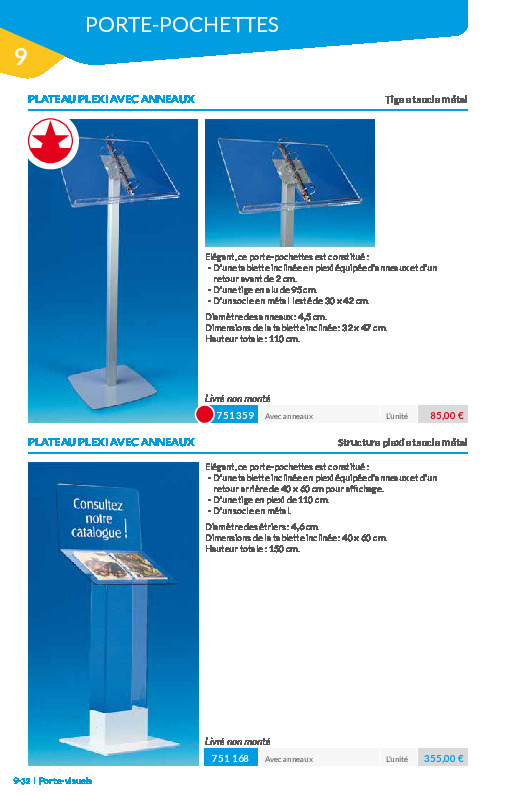 PORTE-POCHETTES
9
PLATEAU PLEXI AVEC ANNEAUX
Tige et socle métal
Elégant, ce porte-pochettes est constitué :
- D'une tablette inclinée en plexi équipée d'anneaux et d'un
retour avant de 2 cm.
- D'une tige en alu de 95 cm.
- D'un socle en métal lesté de 30 x 42 cm.
Diamètre des anneaux : 4,5 cm.
Dimensions de la tablette inclinée : 32 x 47 cm.
Hauteur totale : 110 cm.
Livré non monté
751 359
Avec anneaux
L'unité
85,00 €
PLATEAU PLEXI AVEC ANNEAUX
Structure plexi et socle métal
Consultez
notre
catalogue !
Elégant, ce porte-pochettes est constitué :
- D'une tablette inclinée en plexi équipée d'anneaux et d'un
retour arrière de 40 x 60 cm pour affichage.
- D'une tige en plexi de 110 cm.
- D'un socle en métal.
Diamètre des étriers : 4,6 cm.
Dimensions de la tablette inclinée : 40 x 60 cm.
Hauteur totale : 150 cm.
Livré non monté
751 168
Avec anneaux
L'unité
355,00 €
9-32 | Porte-visuels